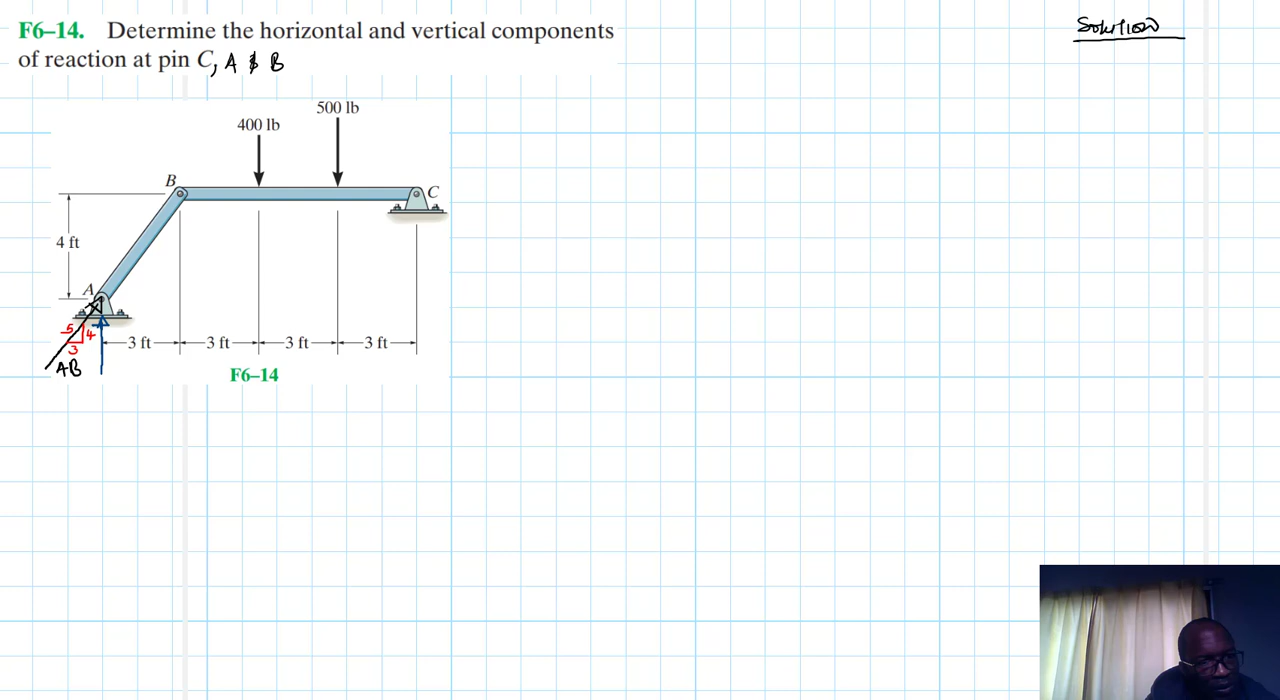 F6–14. Determine the horizontal and vertical components
of reaction at pin C, A & B
Solution
500 lb
400 lb
B
C
4 ft
A
5
4
3
AB
3 ft
3 ft
3 ft
3 ft
F6–14